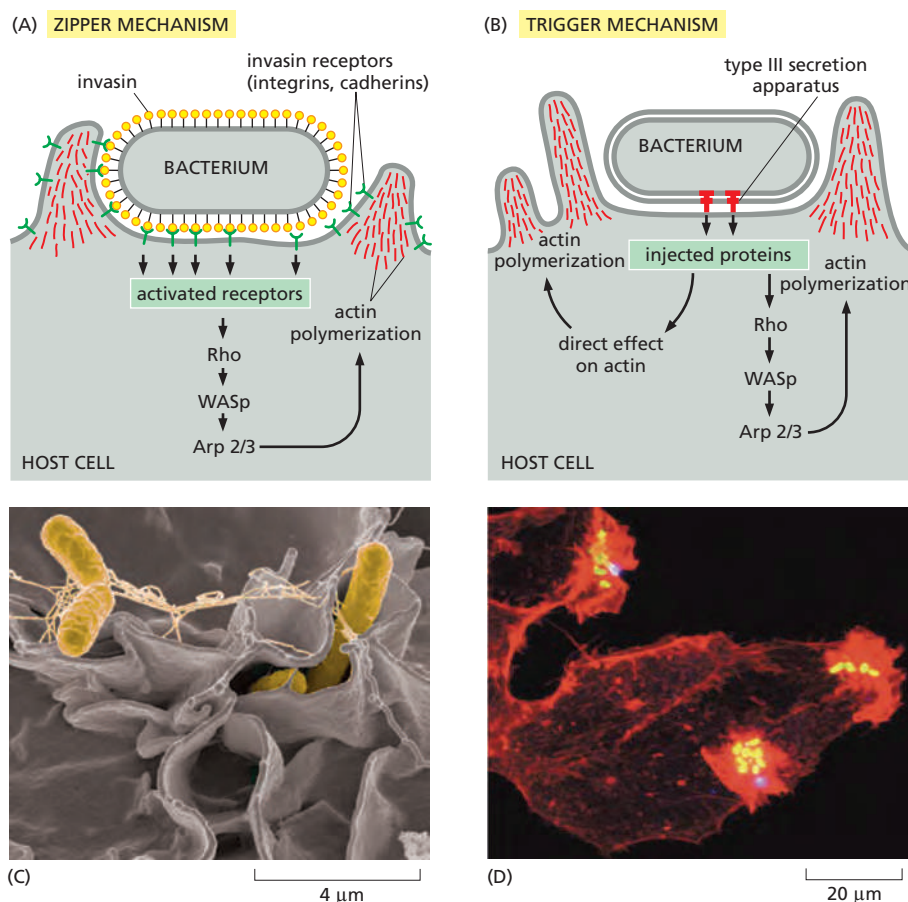 (A) ZIPPER MECHANISM
invasin
invasin receptors
(integrins, cadherins)
BACTERIUM
activated receptors
actin
polymerization
Rho
WASp
Arp 2/3
HOST CELL
(B) TRIGGER MECHANISM
type III secretion
apparatus
BACTERIUM
actin
polymerization
injected proteins
actin
polymerization
direct effect
on actin
Rho
WASp
Arp 2/3
HOST CELL
(C)
4 μm
(D)
20 μm